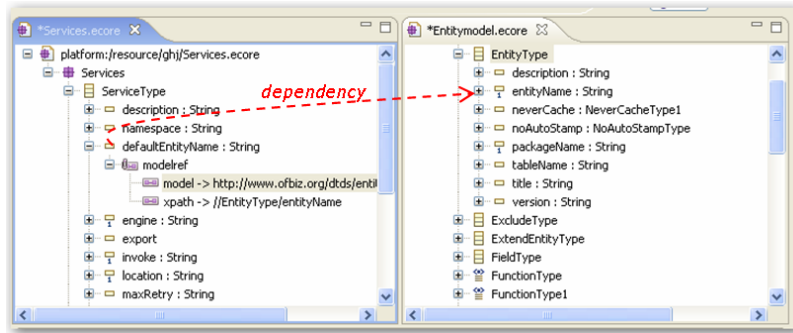 *Services.ecore
platform:/resource/ghj/Services.ecore
Services
ServiceType
description : String
namespace : String
defaultEntityName : String
modelref
model -> http://www.ofbiz.org/dtds/enti
xpath -> //EntityType/entityName
engine : String
export
invoke : String
location : String
maxRetry : String
dependency
*Entitymodel.ecore
EntityType
description : String
entityName : String
neverCache : NeverCacheType1
noAutoStamp : NoAutoStampType
packageName : String
tableName : String
title : String
version : String
ExcludeType
ExtendEntityType
FieldType
FunctionType
FunctionType1